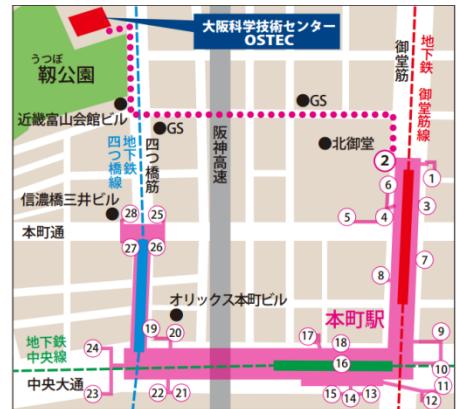 大阪科学技術センター
OSTEC
うつぼ
靱公園
近畿富山会館ビル
GS
GS
北御堂
御堂筋
地下鉄 御堂筋線
阪神高速
四つ橋筋
地下鉄
四つ橋線
信濃橋三井ビル
本町通
オリックス本町ビル
本町駅
地下鉄
中央線
中央大通
2
1
6
3
5
4
28
25
27
26
7
8
19
20
17
18
9
24
16
10
11
23
22
21
15
14
13
12